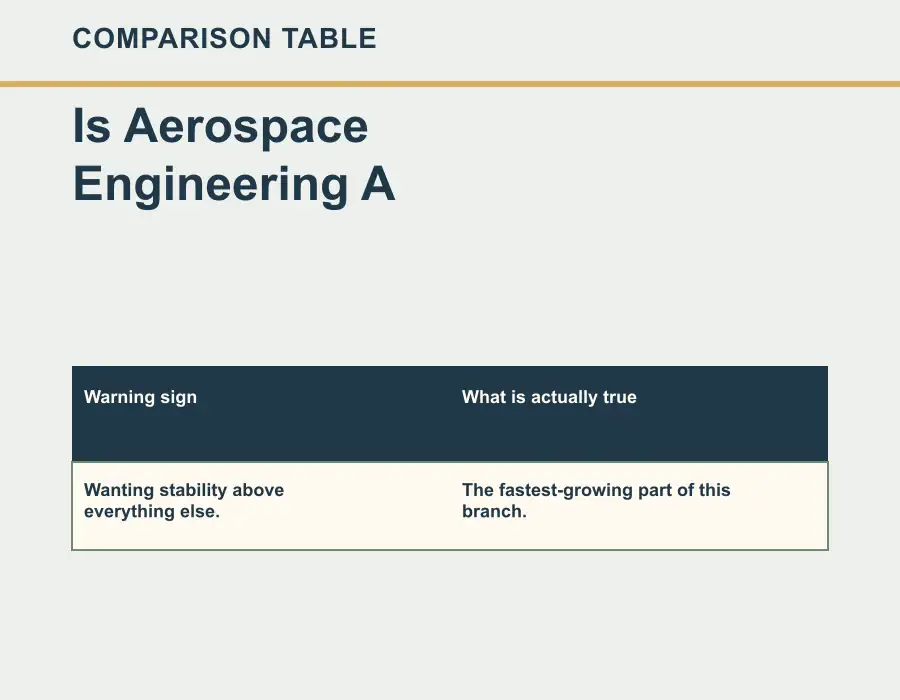 COMPARISON TABLE
Is Aerospace
Engineering A
Warning sign
What is actually true
Wanting stability above
everything else.
The fastest-growing part of this
branch.